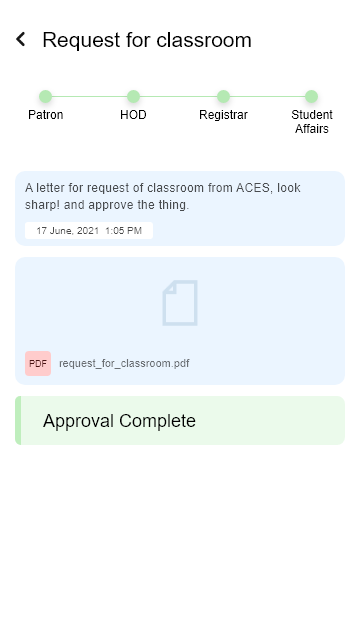 Request for classroom
Patron
HOD
Registrar
Student
Affairs
A letter for request of classroom from ACES, look
sharp! and approve the thing.
17 June, 2021 1:05 PM
PDF
request_for_classroom.pdf
Approval Complete